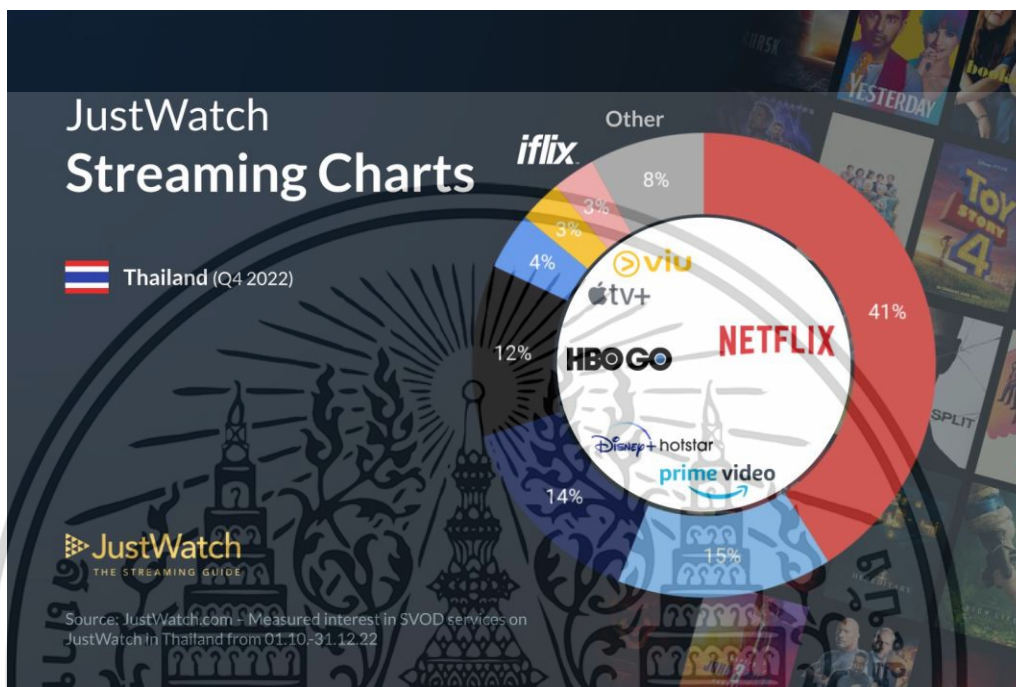 JustWatch
Streaming Charts
Thailand (Q4 2022)
iflix
Other
8%
3%
3%
4%
12%
14%
15%
41%
viu
tv+
HBO GO
NETFLIX
Disney+ hotstar
prime video
JustWatch
THE STREAMING GUIDE
Source: JustWatch.com – Measured interest in SVOD services on
JustWatch in Thailand from 01.10.-31.12.22
YESTERDAY
TOY
STORY
4
SPLIT